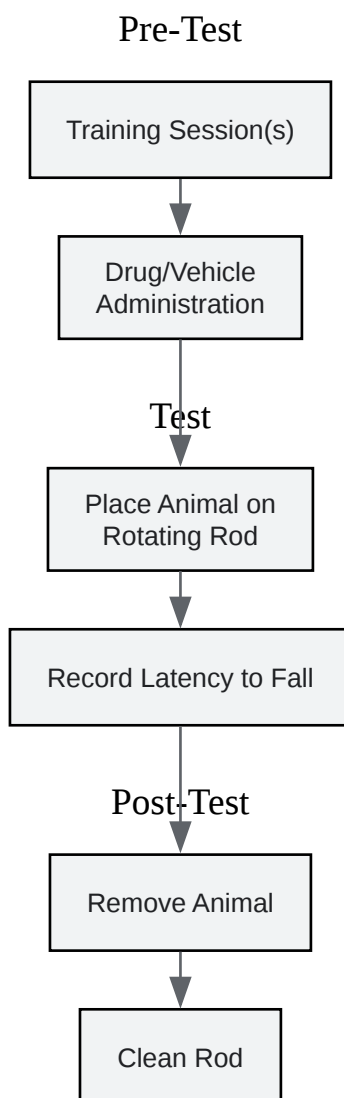 Pre-Test
Training Session(s)
Drug/Vehicle
Administration
Test
Place Animal on
Rotating Rod
Record Latency to Fall
Post-Test
Remove Animal
Clean Rod